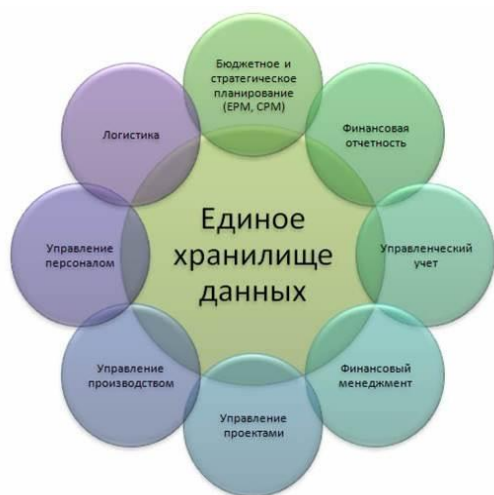 Бюджетное и
стратегическое
планирование
(EPM, CPM)
Финансовая
отчетность
Управленческий
учет
Финансовый
менеджмент
Управление
проектами
Управление
производством
Управление
персоналом
Логистика
Единое
хранилище
данных